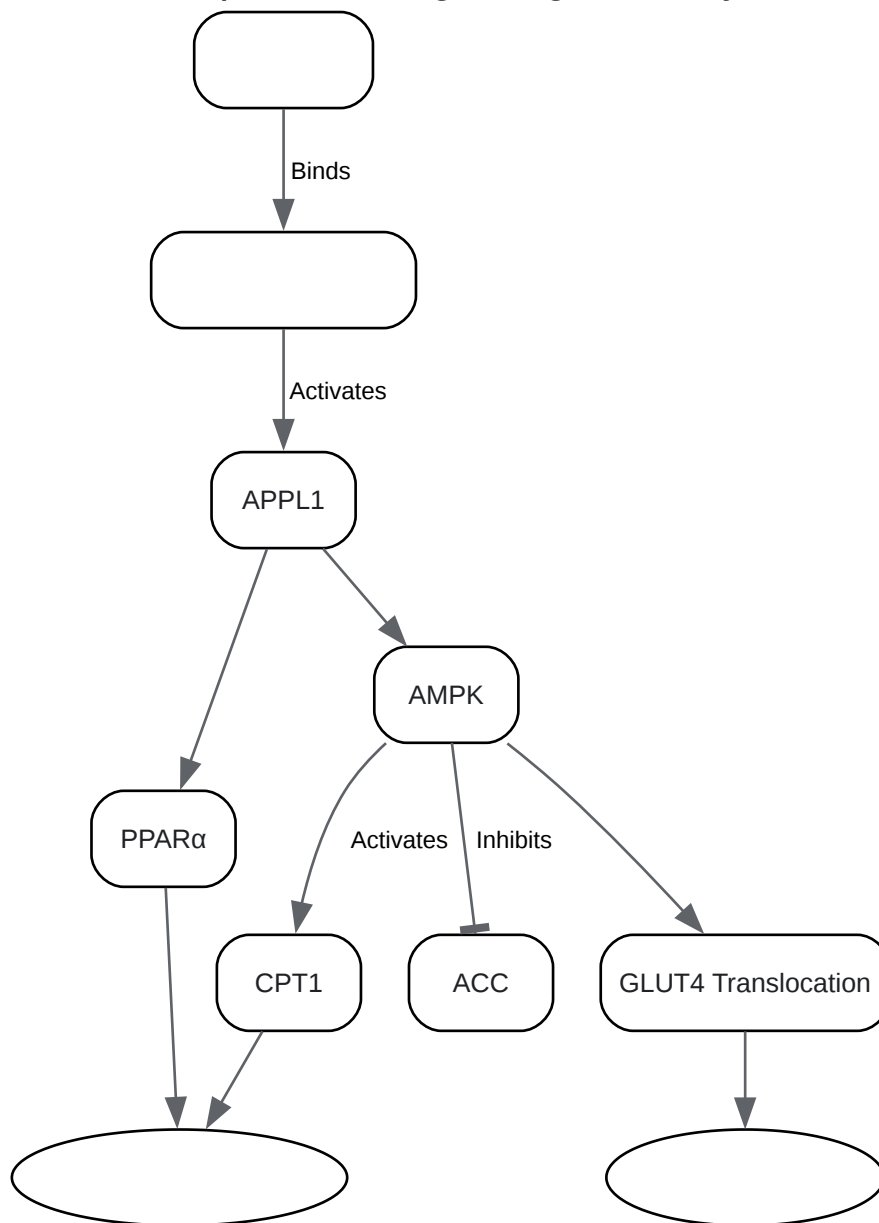 Binds
Activates
APPL1
AMPK
PPARα
Activates
Inhibits
CPT1
ACC
GLUT4 Translocation